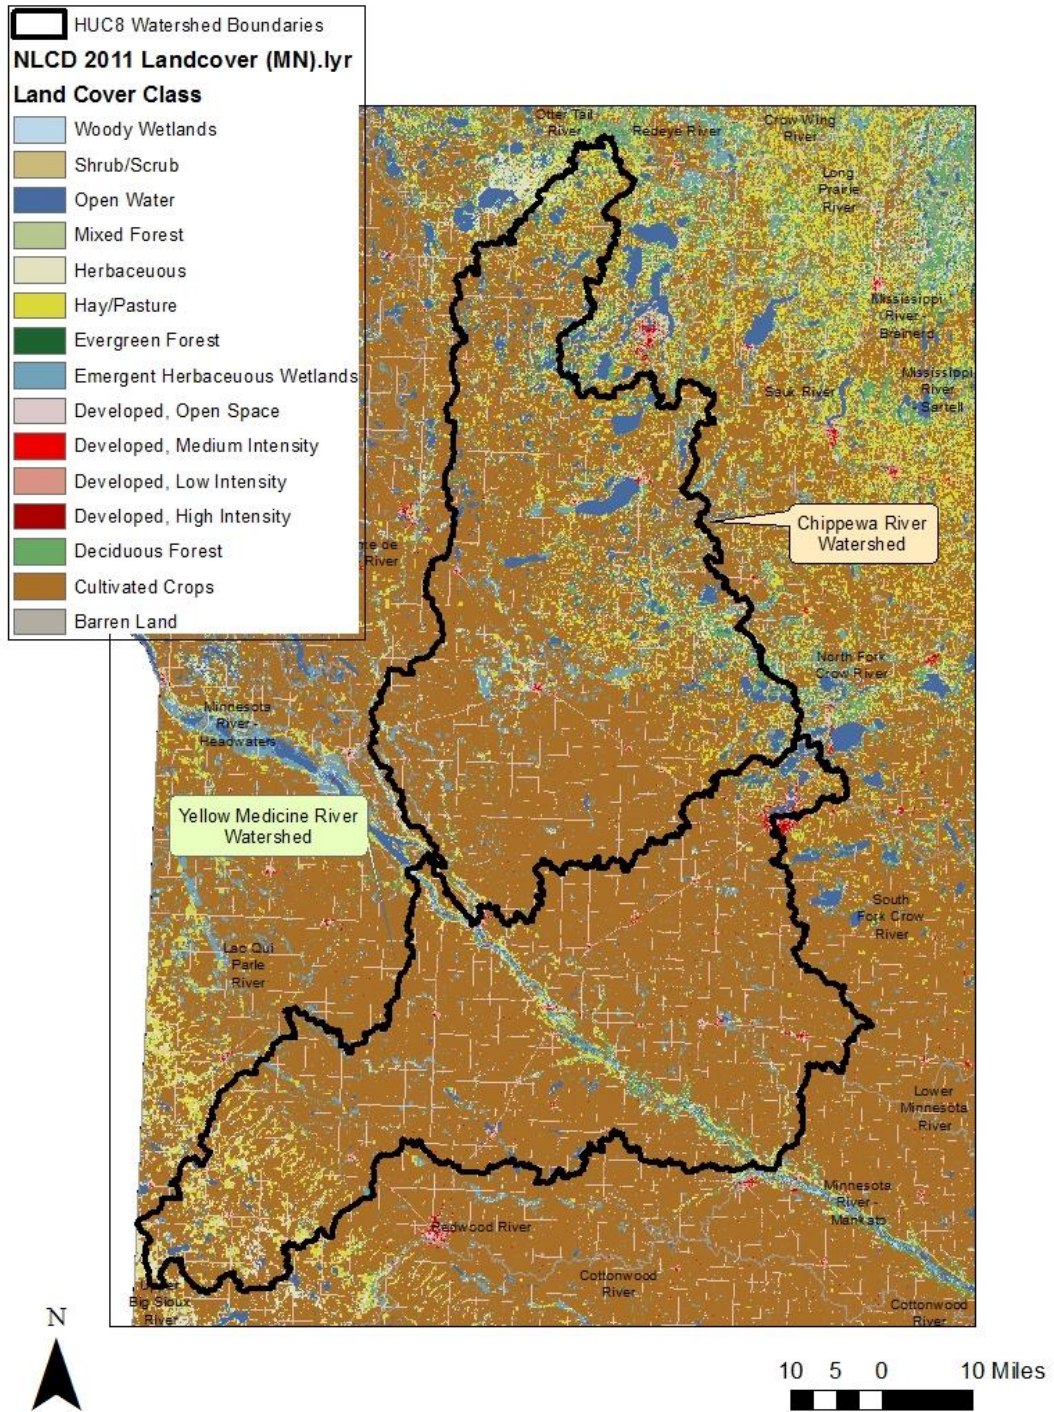 HUC8 Watershed Boundaries
NLCD 2011 Landcover (MN).lyr
Land Cover Class
Woody Wetlands
Shrub/Scrub
Open Water
Mixed Forest
Herbaceuous
Hay/Pasture
Evergreen Forest
Emergent Herbaceuous Wetlands
Developed, Open Space
Developed, Medium Intensity
Developed, Low Intensity
Developed, High Intensity
Deciduous Forest
Cultivated Crops
Barren Land
Otter Tail
River
Redeye River
Crow Wing
River
Long
Prairie
River
Mississippi
River -
Brainerd
Mississippi
River
- Sartell
Sauk River
Chippewa River
Watershed
te de
River
North Fork
Crow River
Minnesota
River -
Headwaters
Yellow Medicine River
Watershed
South
Fork Crow
River
Lac Qui
Parle
River
Lower
Minnesota
River
Minnesota
River -
Mankato
Redwood River
Cottonwood
River
Upper
Big Sioux
River
Cottonwood
River
N
10 5 0 10 Miles